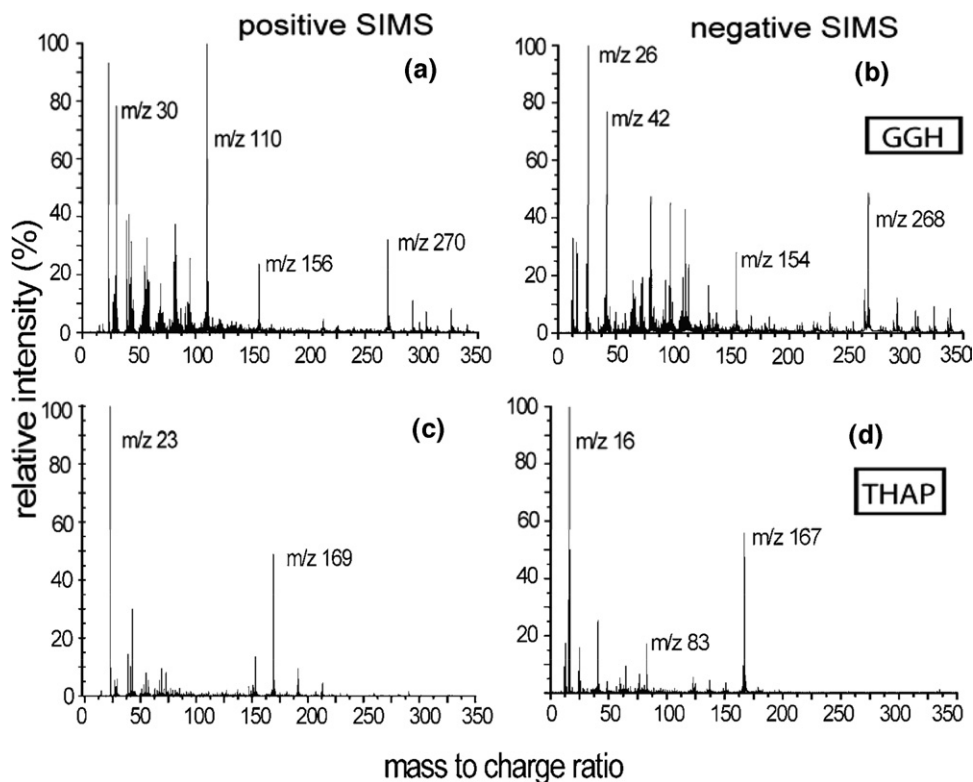 positive SIMS
negative SIMS
relative intensity (%)
(a)
100
80
60
40
20
0
m/z 30
m/z 110
m/z 156
m/z 270
0 50 100 150 200 250 300 350
(b)
100
80
60
40
20
0
m/z 26
m/z 42
GGH
m/z 268
m/z 154
50 100 150 200 250 300 350
(c)
100
80
60
40
20
0
m/z 23
m/z 169
0 50 100 150 200 250 300 350
(d)
100
80
60
40
20
0
m/z 16
THAP
m/z 167
m/z 83
0 50 100 150 200 250 300 350
mass to charge ratio